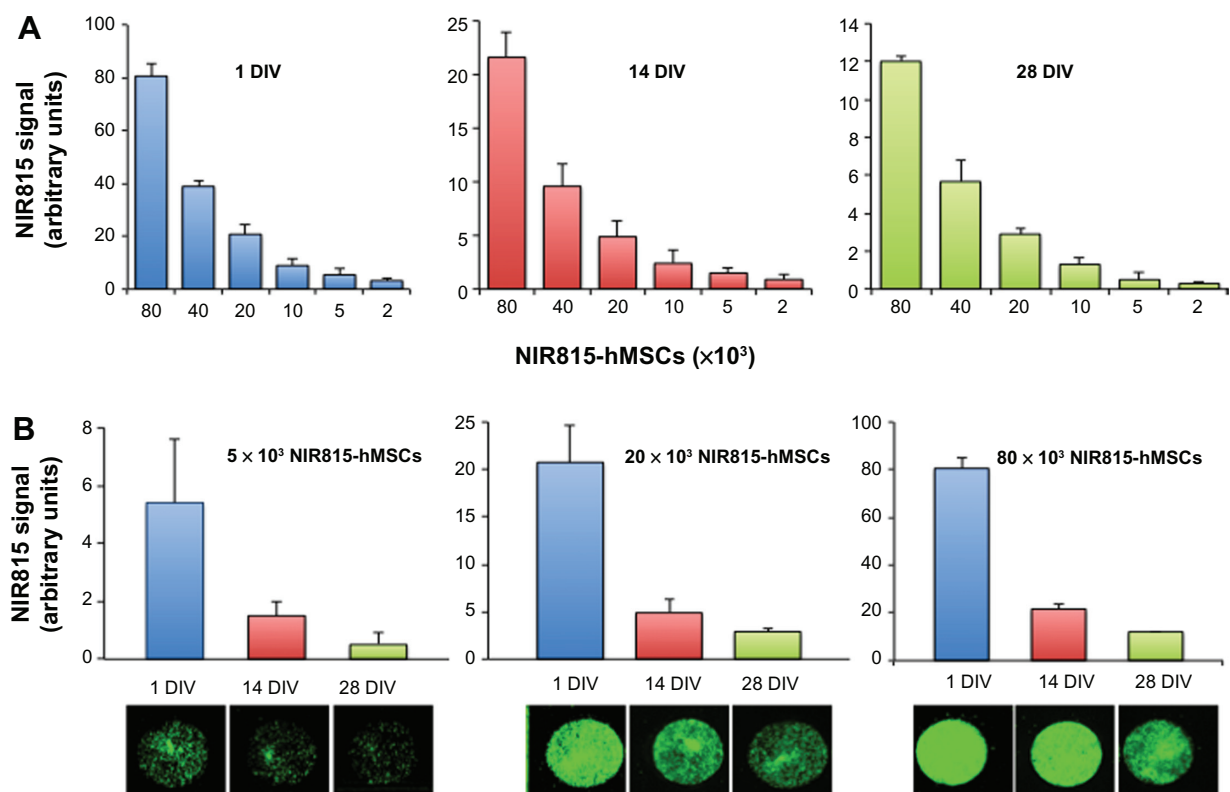 A
NIR815 signal
(arbitrary units)
100
80
60
40
20
0
1 DIV
80 40 20 10 5 2
25
20
15
10
5
0
14 DIV
80 40 20 10 5 2
14
12
10
8
6
4
2
0
28 DIV
80 40 20 10 5 2
NIR815-hMSCs (×10³)
B
NIR815 signal
(arbitrary units)
8
6
4
2
0
5 × 10³ NIR815-hMSCs
1 DIV 14 DIV 28 DIV
25
20
15
10
5
0
20 × 10³ NIR815-hMSCs
1 DIV 14 DIV 28 DIV
100
80
60
40
20
0
80 × 10³ NIR815-hMSCs
1 DIV 14 DIV 28 DIV